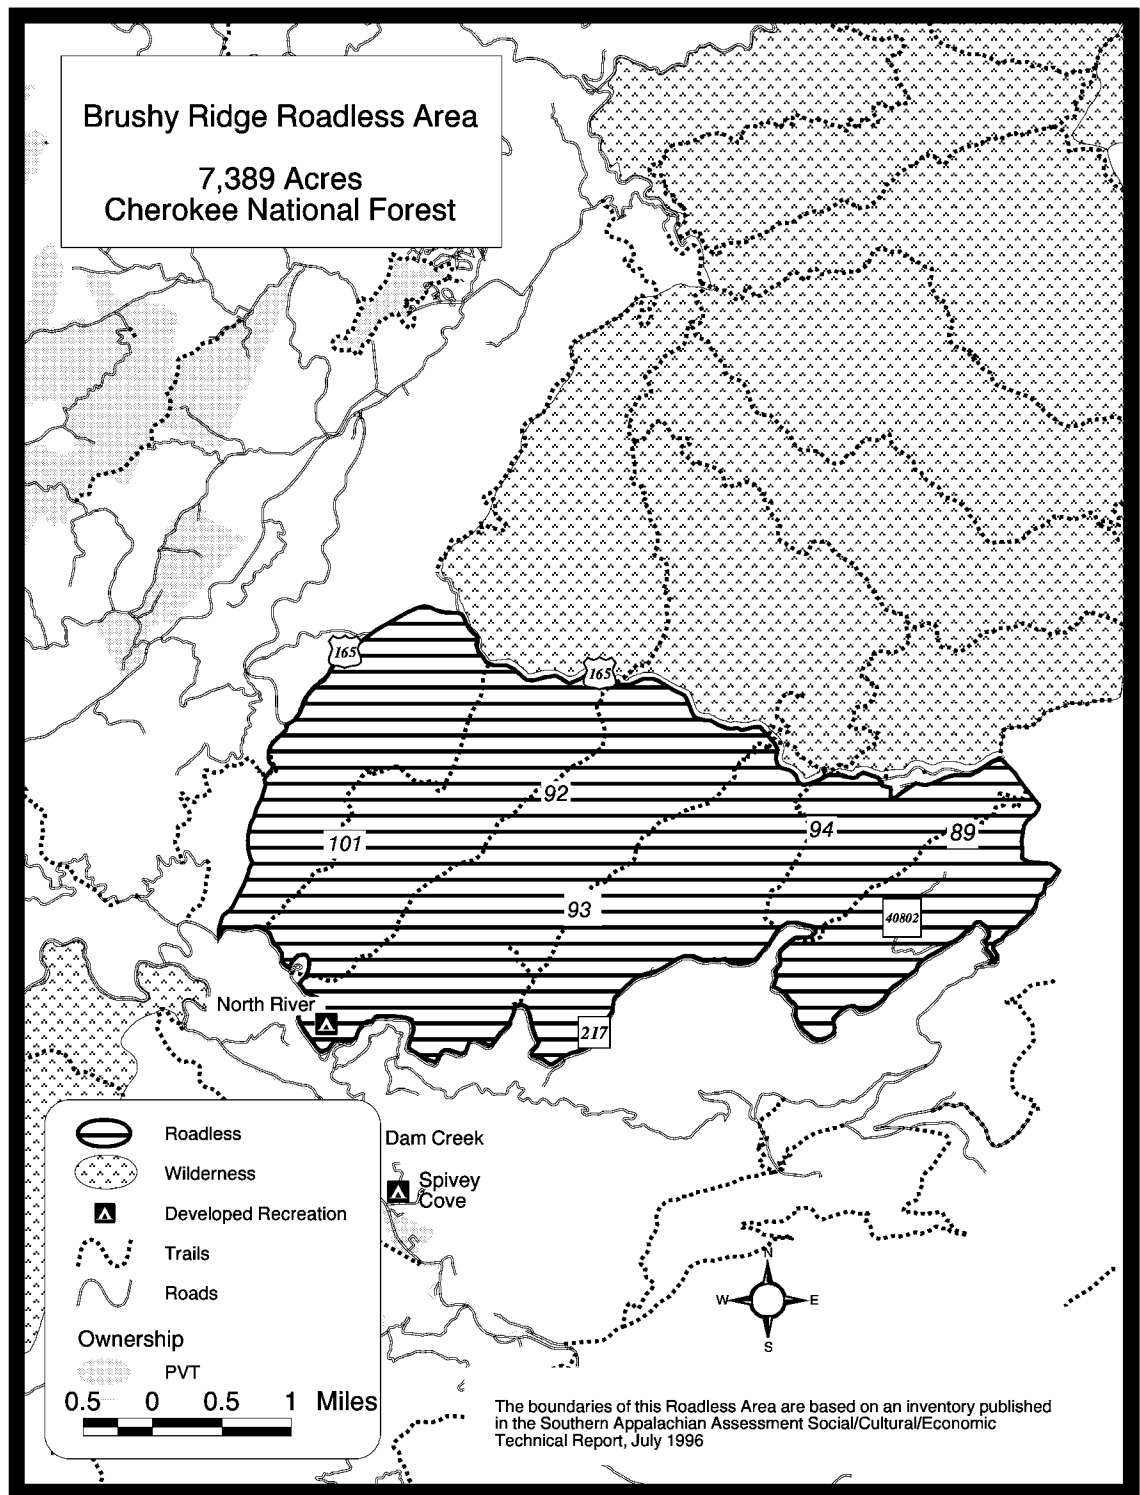 Brushy Ridge Roadless Area
7,389 Acres
Cherokee National Forest
165
165
92
101
94
89
93
40802
North River
217
Roadless
Wilderness
Developed Recreation
Trails
Roads
Ownership
PVT
0.5 0 0.5 1 Miles
Dam Creek
Spivey
Cove
N
W E
S
The boundaries of this Roadless Area are based on an inventory published
in the Southern Appalachian Assessment Social/Cultural/Economic
Technical Report, July 1996